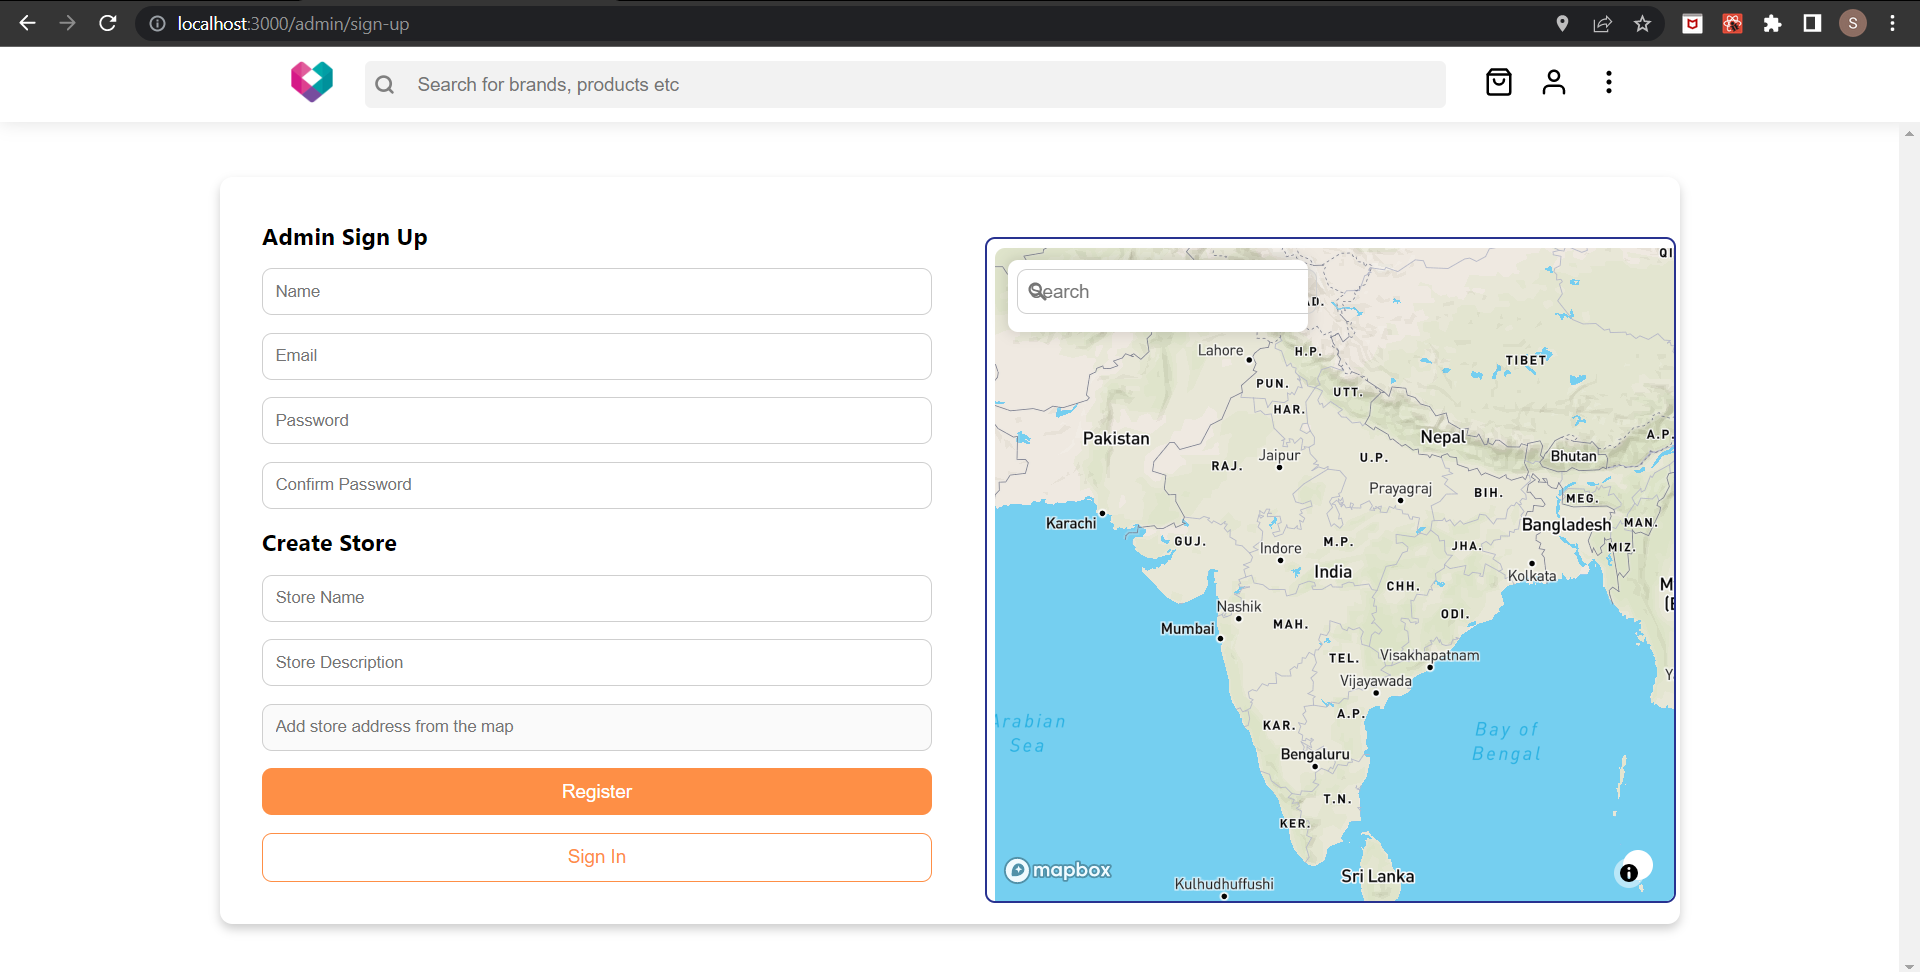 localhost:3000/admin/sign-up
S
Search for brands, products etc
Admin Sign Up
Name
Email
Password
Confirm Password
Create Store
Store Name
Store Description
Add store address from the map
Register
Sign In
Search
QI
D.
Lahore
H.P.
TIBET
PUN.
UTT.
HAR.
Pakistan
Nepal
A.P.
Jaipur
RAJ.
U.P.
Bhutan
Prayagraj
BIH.
MEG.
Karachi
Bangladesh
MAN.
GUJ.
Indore
M.P.
JHA.
MIZ.
India
Kolkata
CHH.
M
Nashik
ODI.
Mumbai
MAH.
TEL.
Visakhapatnam
Vijayawada
Y
A.P.
Arabian
Sea
KAR.
Bay of
Bengal
Bengaluru
T.N.
KER.
mapbox
Sri Lanka
Kulhudhuffushi